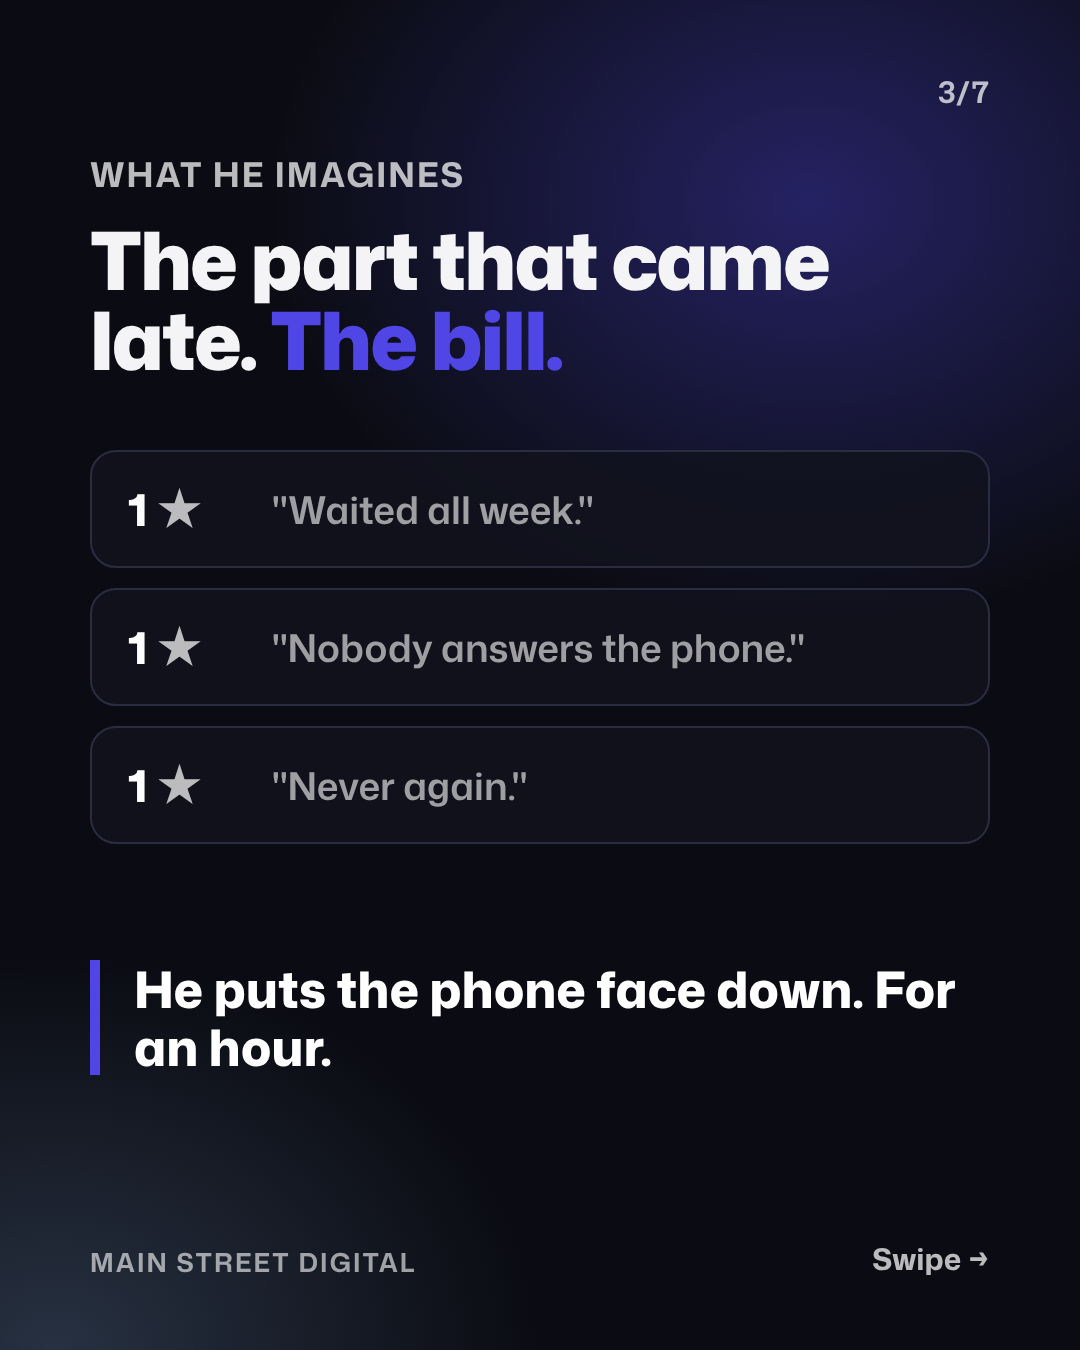 3/7
WHAT HE IMAGINES
The part that came
late. The bill.
1 ★ "Waited all week."
1 ★ "Nobody answers the phone."
1 ★ "Never again."
He puts the phone face down. For
an hour.
MAIN STREET DIGITAL
Swipe →